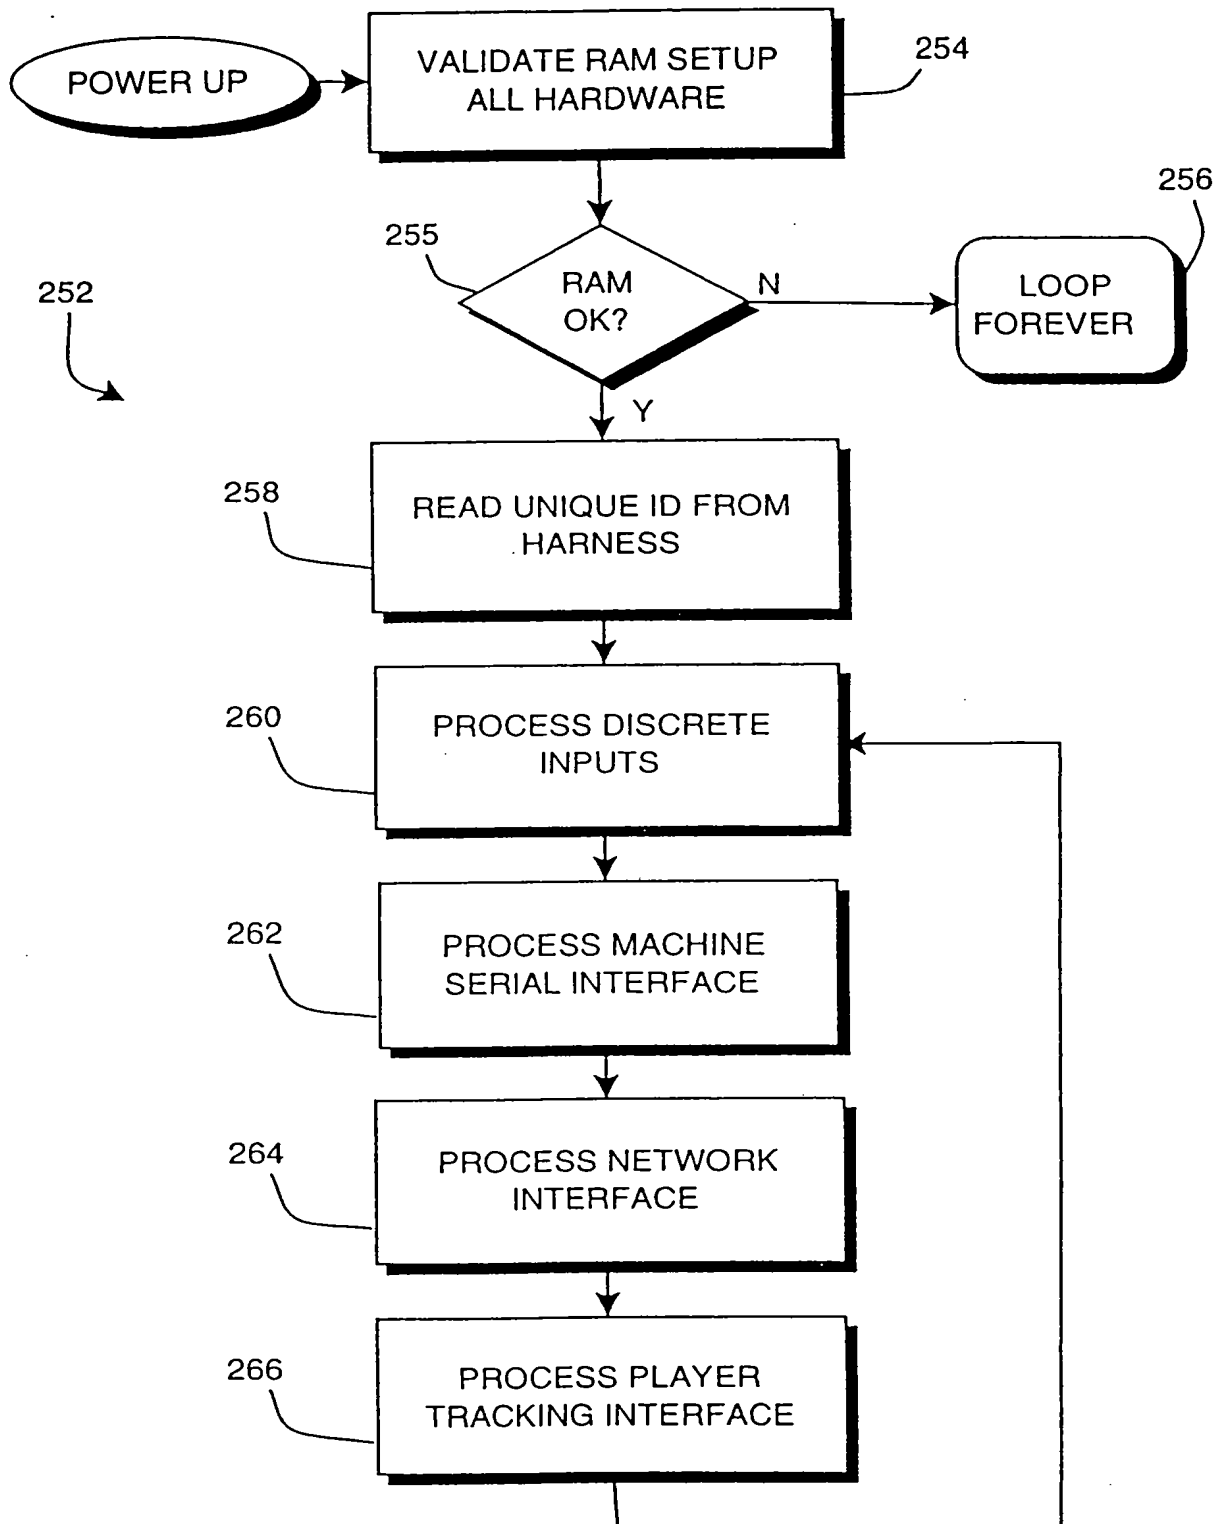 POWER UP
VALIDATE RAM SETUP
ALL HARDWARE
254
256
255
RAM
OK?
N
LOOP
FOREVER
252
Y
258
READ UNIQUE ID FROM
HARNESS
260
PROCESS DISCRETE
INPUTS
262
PROCESS MACHINE
SERIAL INTERFACE
264
PROCESS NETWORK
INTERFACE
266
PROCESS PLAYER
TRACKING INTERFACE